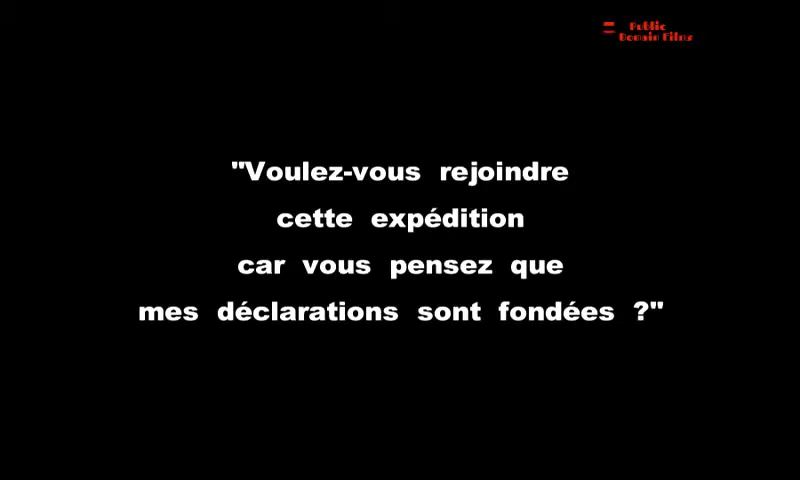 Public
Domain Films
"Voulez-vous rejoindre
cette expédition
car vous pensez que
mes déclarations sont fondées ?"